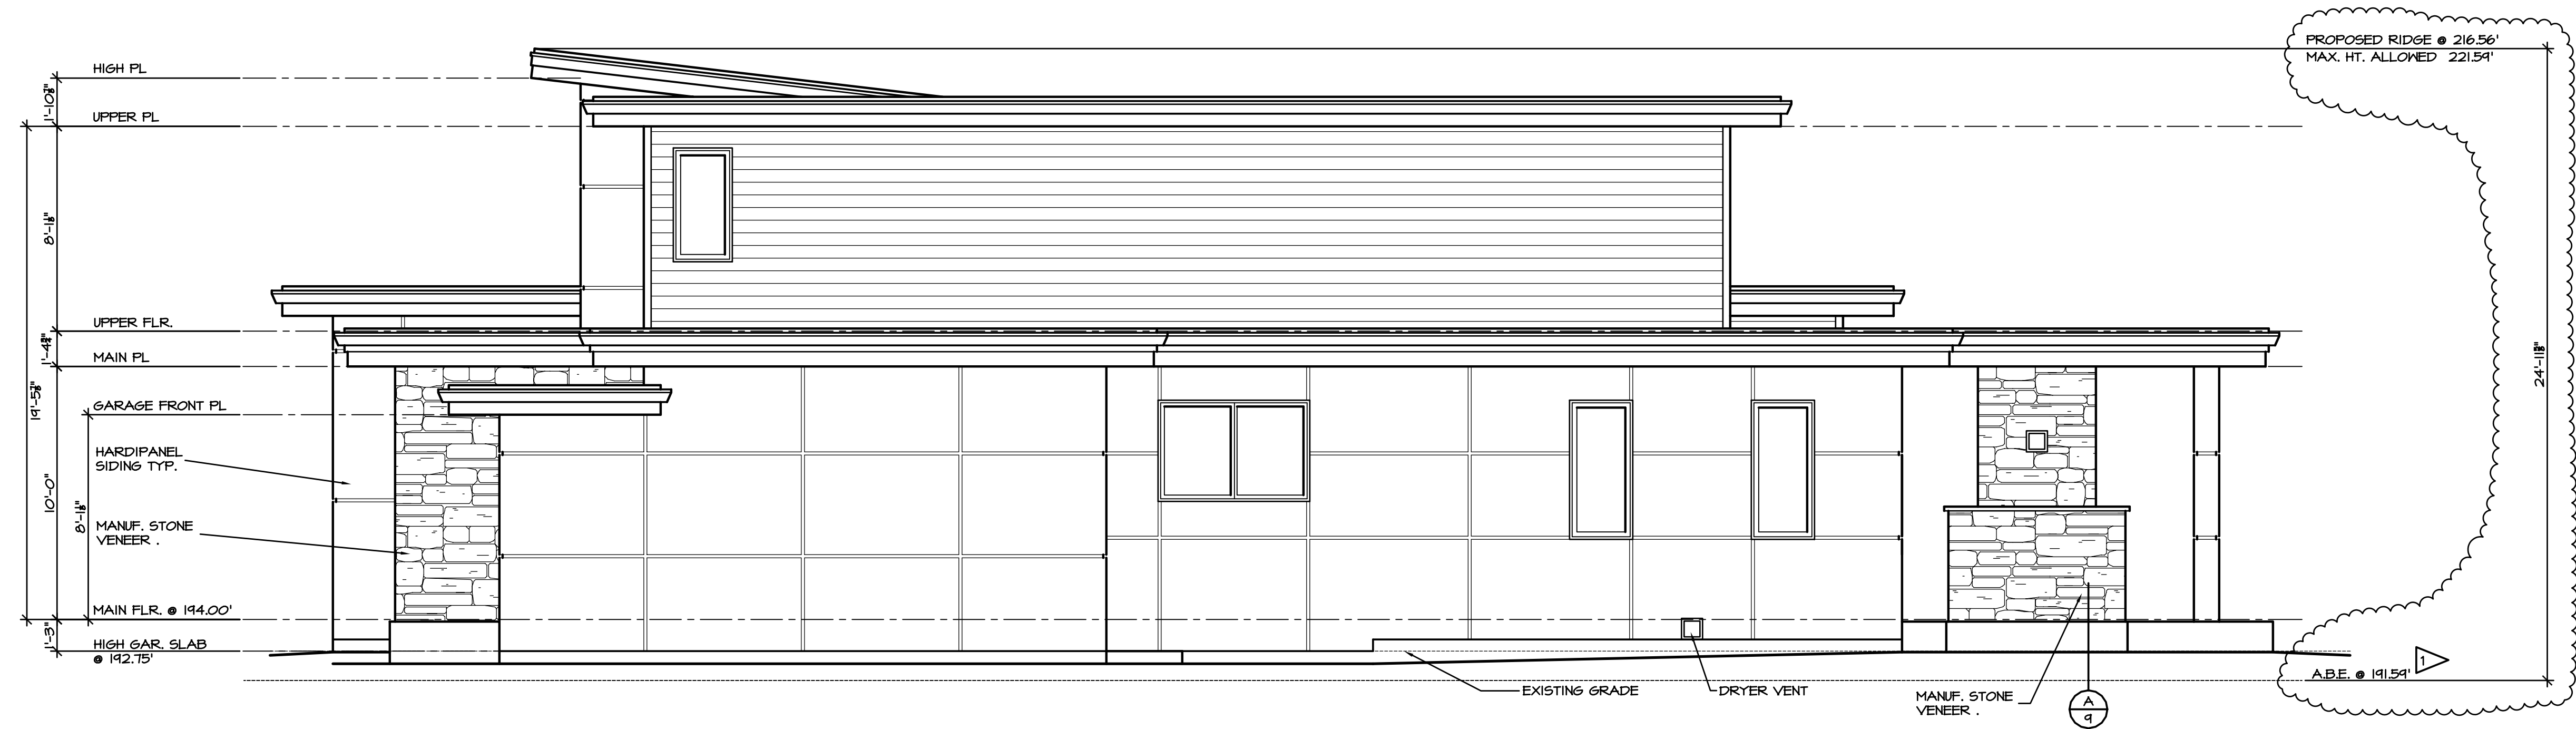 PROPOSED RIDGE @ 216.56'
MAX. HT. ALLOWED 221.59'
HIGH PL
1'-10⅞"
UPPER PL
8'-1⅛"
UPPER FLR.
MAIN PL
19'-5⅞"
GARAGE FRONT PL
24'-11⅝"
HARDIPANEL
SIDING TYP.
10'-0"
8'-1⅛"
MANUF. STONE
VENEER .
MAIN FLR. @ 194.00'
1'-3"
HIGH GAR. SLAB
@ 192.75'
1
A.B.E. @ 191.59'
EXISTING GRADE
DRYER VENT
MANUF. STONE
VENEER .
A
9